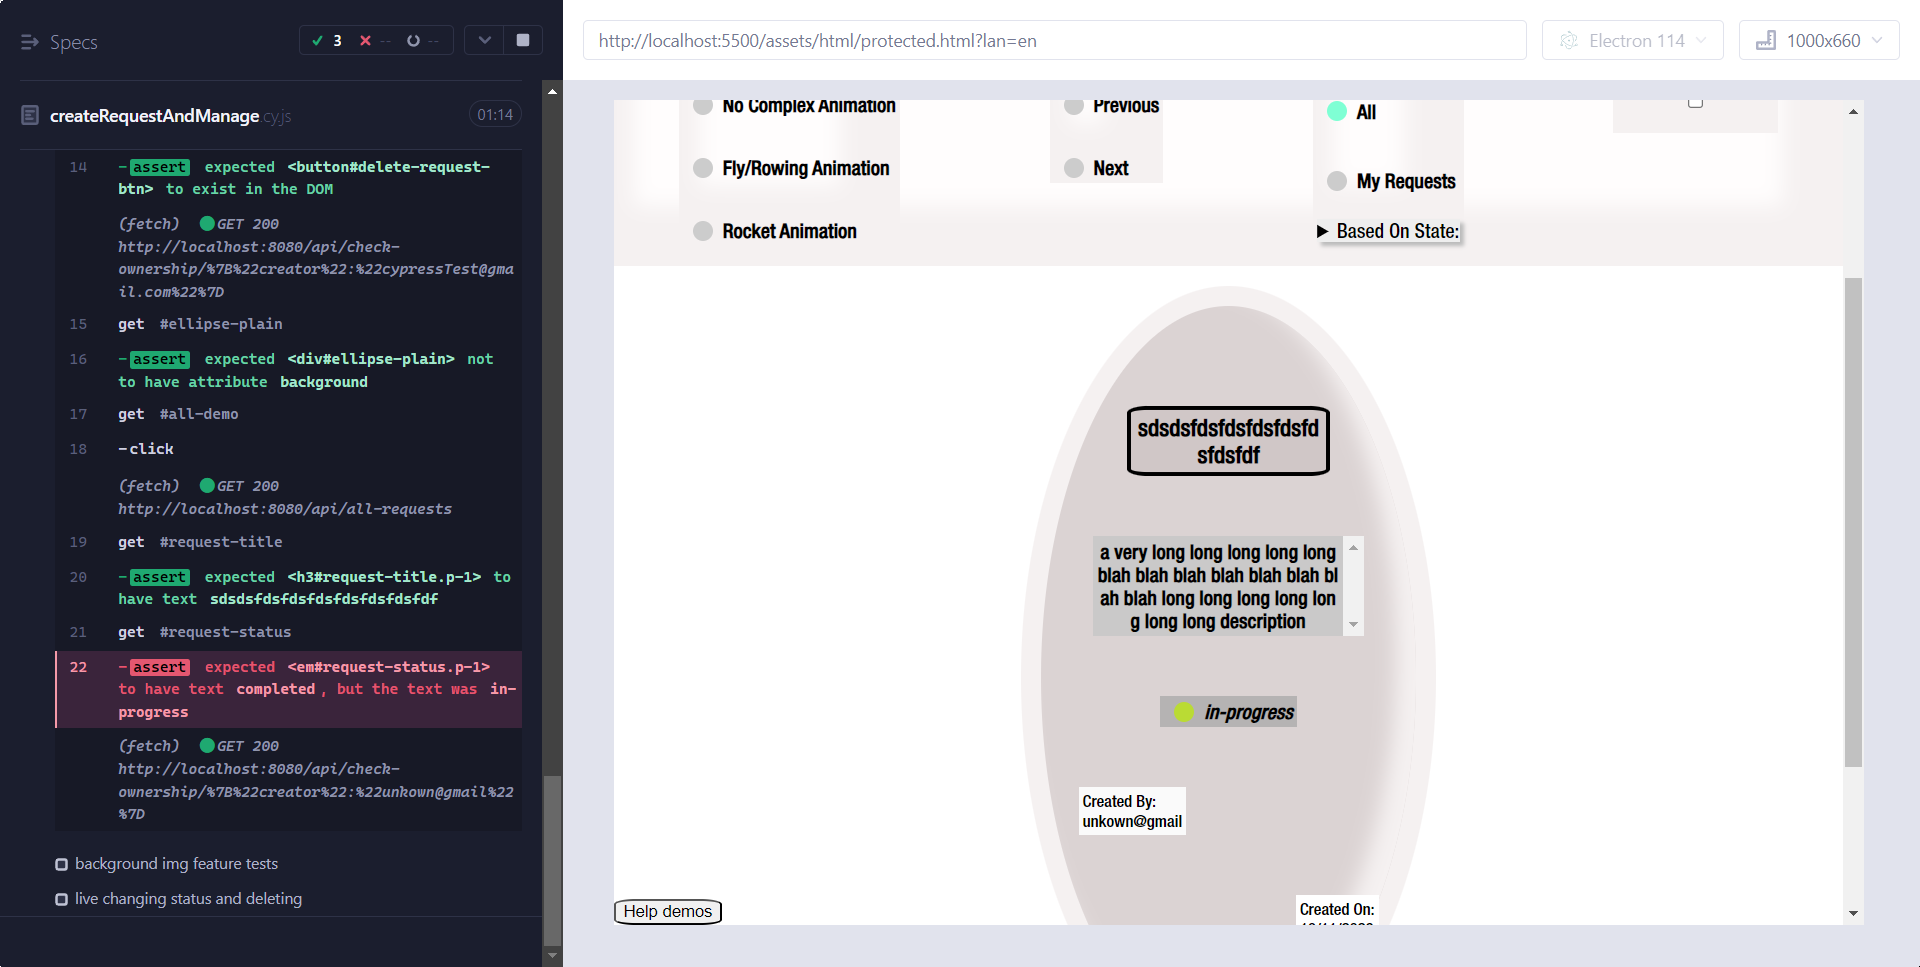 Specs
3
--
--
createRequestAndManage.cy.js
01:14
14
-assert expected <button#delete-request-
btn> to exist in the DOM
(fetch) GET 200
http://localhost:8080/api/check-
ownership/%7B%22creator%22:%22cypressTest@gma
il.com%22%7D
15 get #ellipse-plain
16 -assert expected <div#ellipse-plain> not
to have attribute background
17 get #all-demo
18 -click
(fetch) GET 200
http://localhost:8080/api/all-requests
19 get #request-title
20 -assert expected <h3#request-title.p-1> to
have text sdsdsfdsfdsfdsfdsfdsfdsfdf
21 get #request-status
22 -assert expected <em#request-status.p-1>
to have text completed, but the text was in-
progress
(fetch) GET 200
http://localhost:8080/api/check-
ownership/%7B%22creator%22:%22unkown@gmail%22
%7D
background img feature tests
live changing status and deleting
http://localhost:5500/assets/html/protected.html?lan=en
Electron 114
1000x660
No Complex Animation
Previous
All
Fly/Rowing Animation
Next
My Requests
Rocket Animation
Based On State:
sdsdsfdsfdsfdsfdsfd
sfdsfdf
a very long long long long long
blah blah blah blah blah blah bl
ah blah long long long long lon
g long long description
in-progress
Created By:
unkown@gmail
Created On:
Help demos